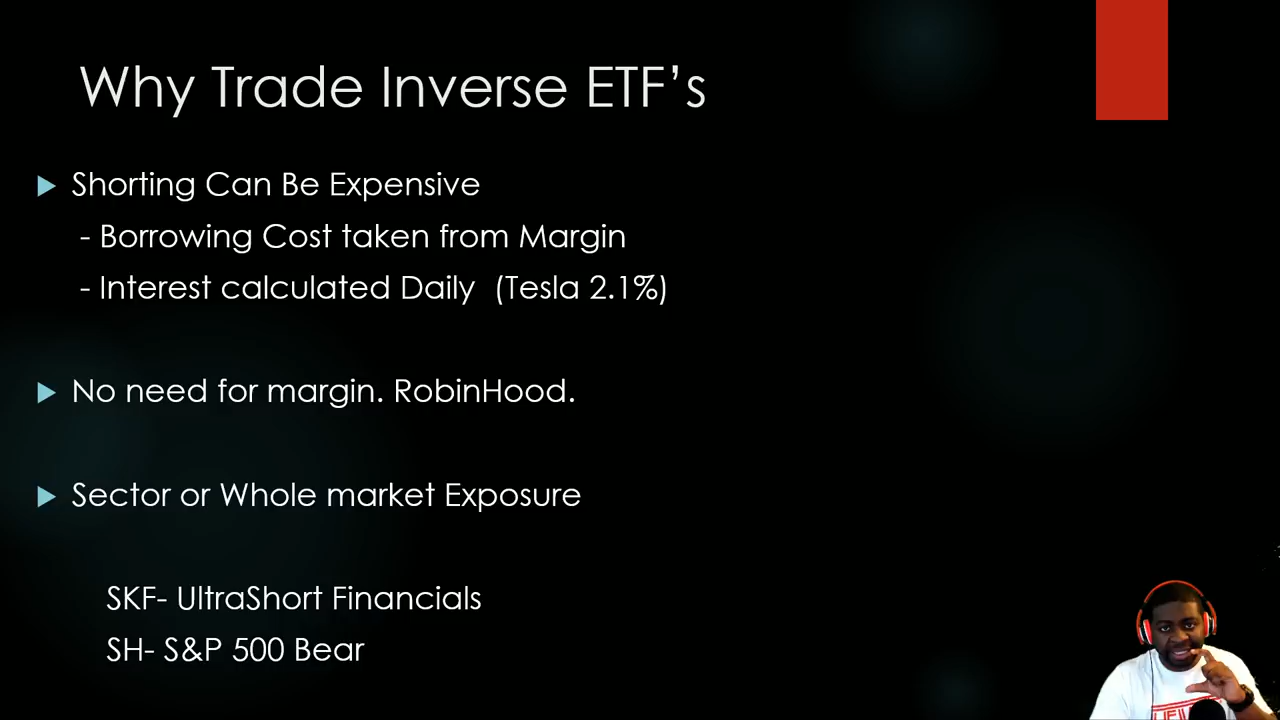 Why Trade Inverse ETF’s
Shorting Can Be Expensive
- Borrowing Cost taken from Margin
- Interest calculated Daily (Tesla 2.1%)
No need for margin. RobinHood.
Sector or Whole market Exposure
SKF- UltraShort Financials
SH- S&P 500 Bear